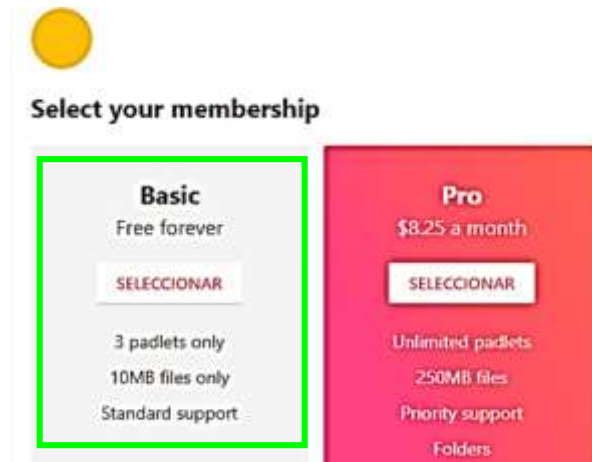 Select your membership
Basic
Free forever
SELECCIONAR
3 padlets only
10MB files only
Standard support
Pro
$8.25 a month
SELECCIONAR
Unlimited padlets
250MB files
Priority support
Folders